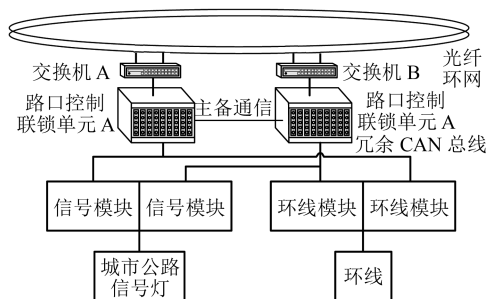 交换机 A
交换机 B
光纤
环网
路口控制
联锁单元 A
主备通信
路口控制
联锁单元 A
冗余 CAN 总线
信号模块
信号模块
环线模块
环线模块
城市公路
信号灯
环线